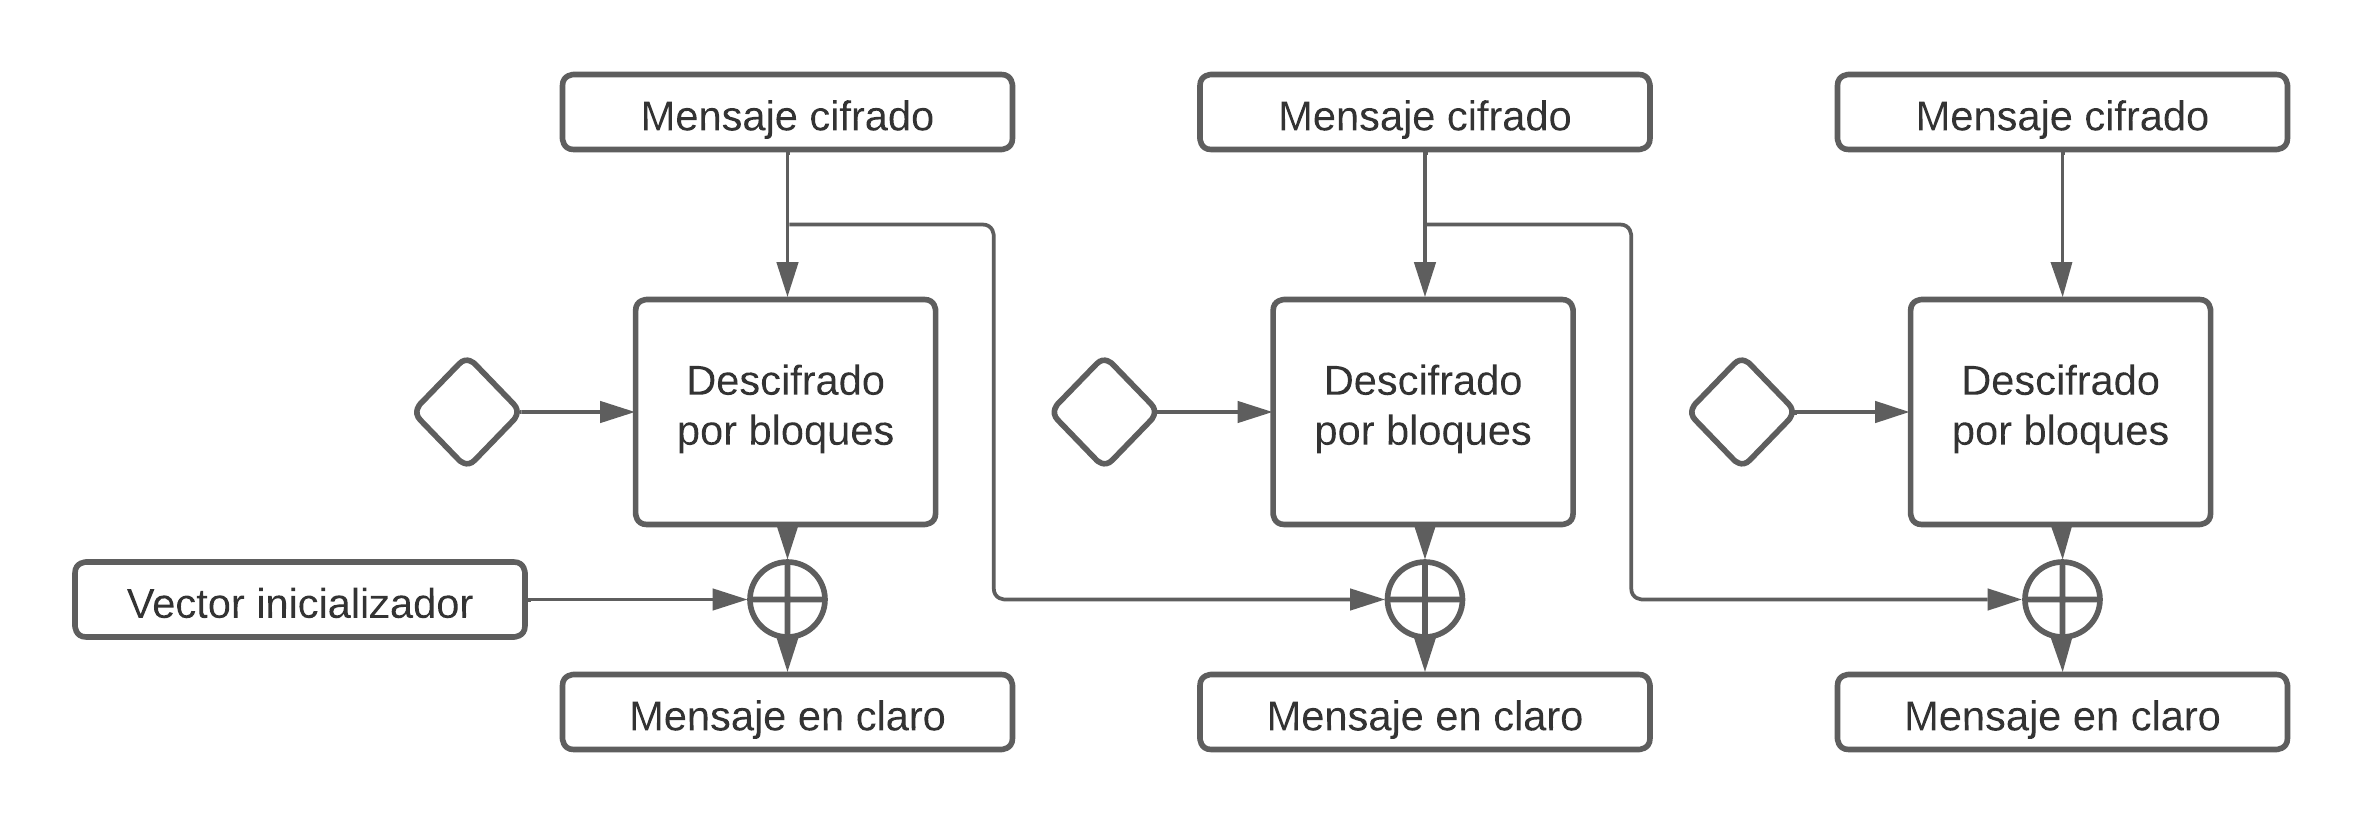 Mensaje cifrado
Mensaje cifrado
Mensaje cifrado
Descifrado
por bloques
Descifrado
por bloques
Descifrado
por bloques
Vector inicializador
Mensaje en claro
Mensaje en claro
Mensaje en claro